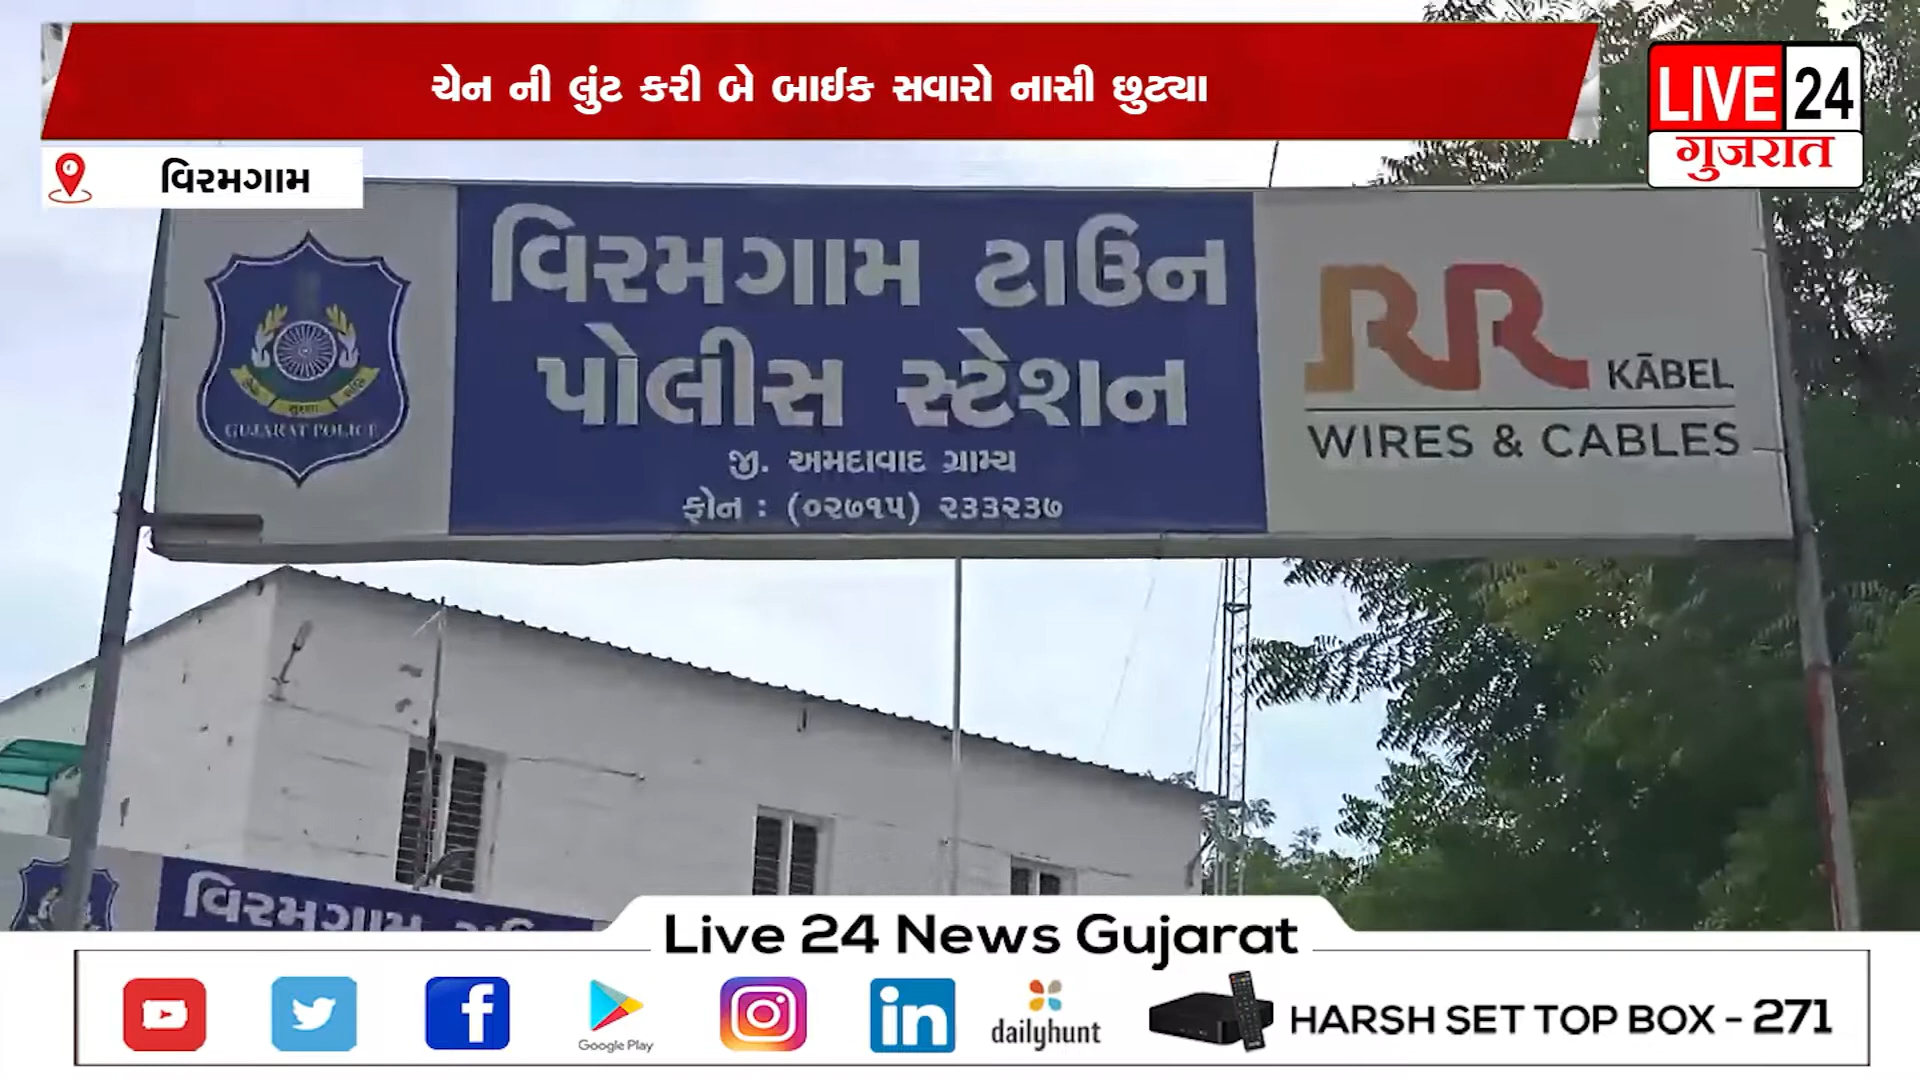 ચેન ની લુંટ કરી બે બાઈક સવારો નાસી છુટ્યા
LIVE 24
गुजरात
વિરમગામ
વિરમગામ ટાઉન
પોલીસ સ્ટેશન
જી. અમદાવાદ ગ્રામ્ય
ફોન : (૦૨૭૧૫) ૨૩૩૨૩૭
GUJARAT POLICE
RR KĀBEL
WIRES & CABLES
વિરમગામ
Live 24 News Gujarat
Google Play
dailyhunt
HARSH SET TOP BOX - 271